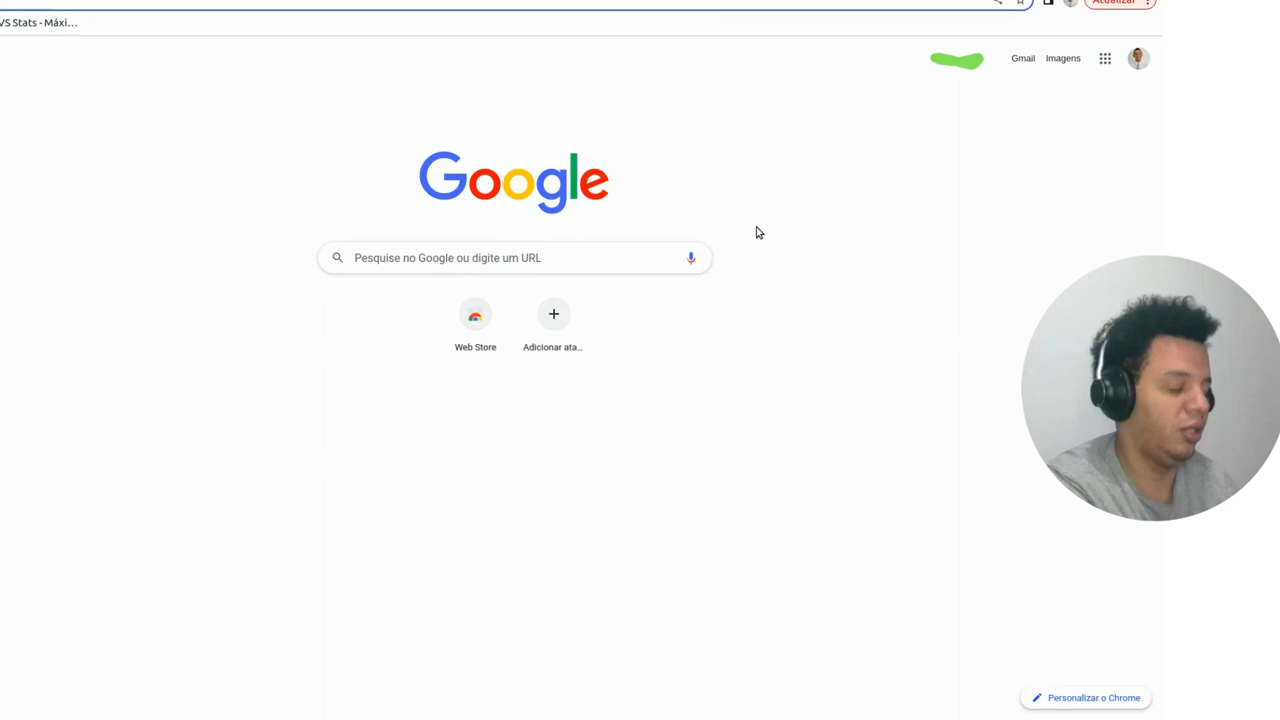 Atualizar
VS Stats - Máxi...
Gmail Imagens
Google
Pesquise no Google ou digite um URL
Web Store Adicionar ata...
Personalizar o Chrome